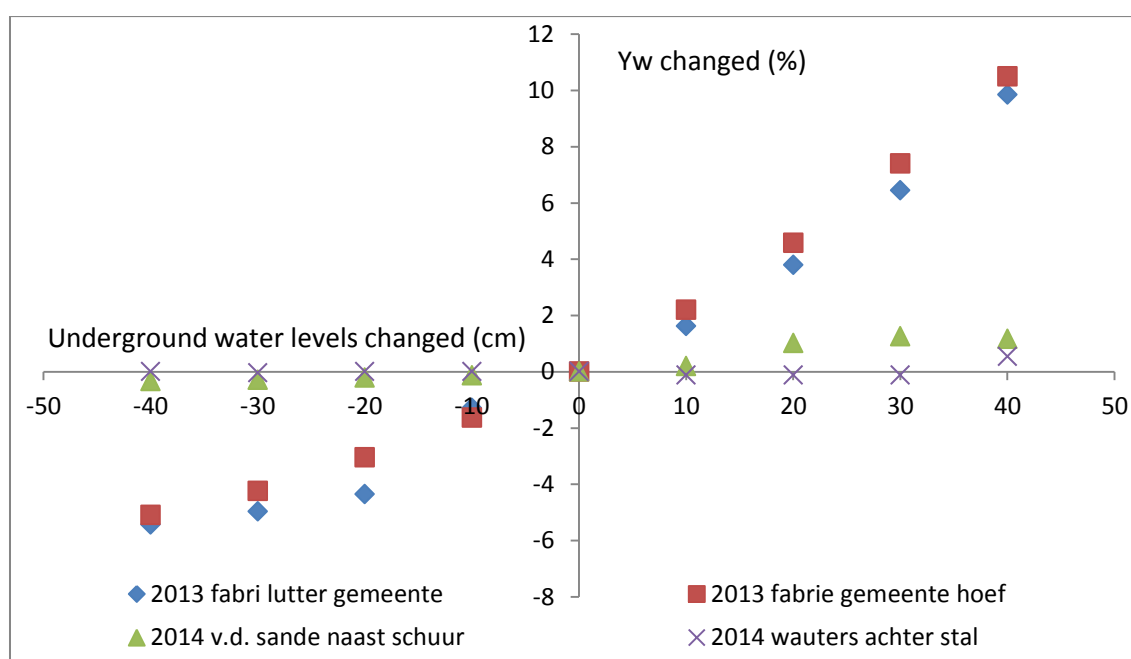 12
Yw changed (%)
10
8
6
4
2
Underground water levels changed (cm)
0
-50 -40 -30 -20 -10 0 10 20 30 40 50
-2
-4
-6
-8
2013 fabri lutter gemeente 2013 fabrie gemeente hoef
2014 v.d. sande naast schuur 2014 wauters achter stal